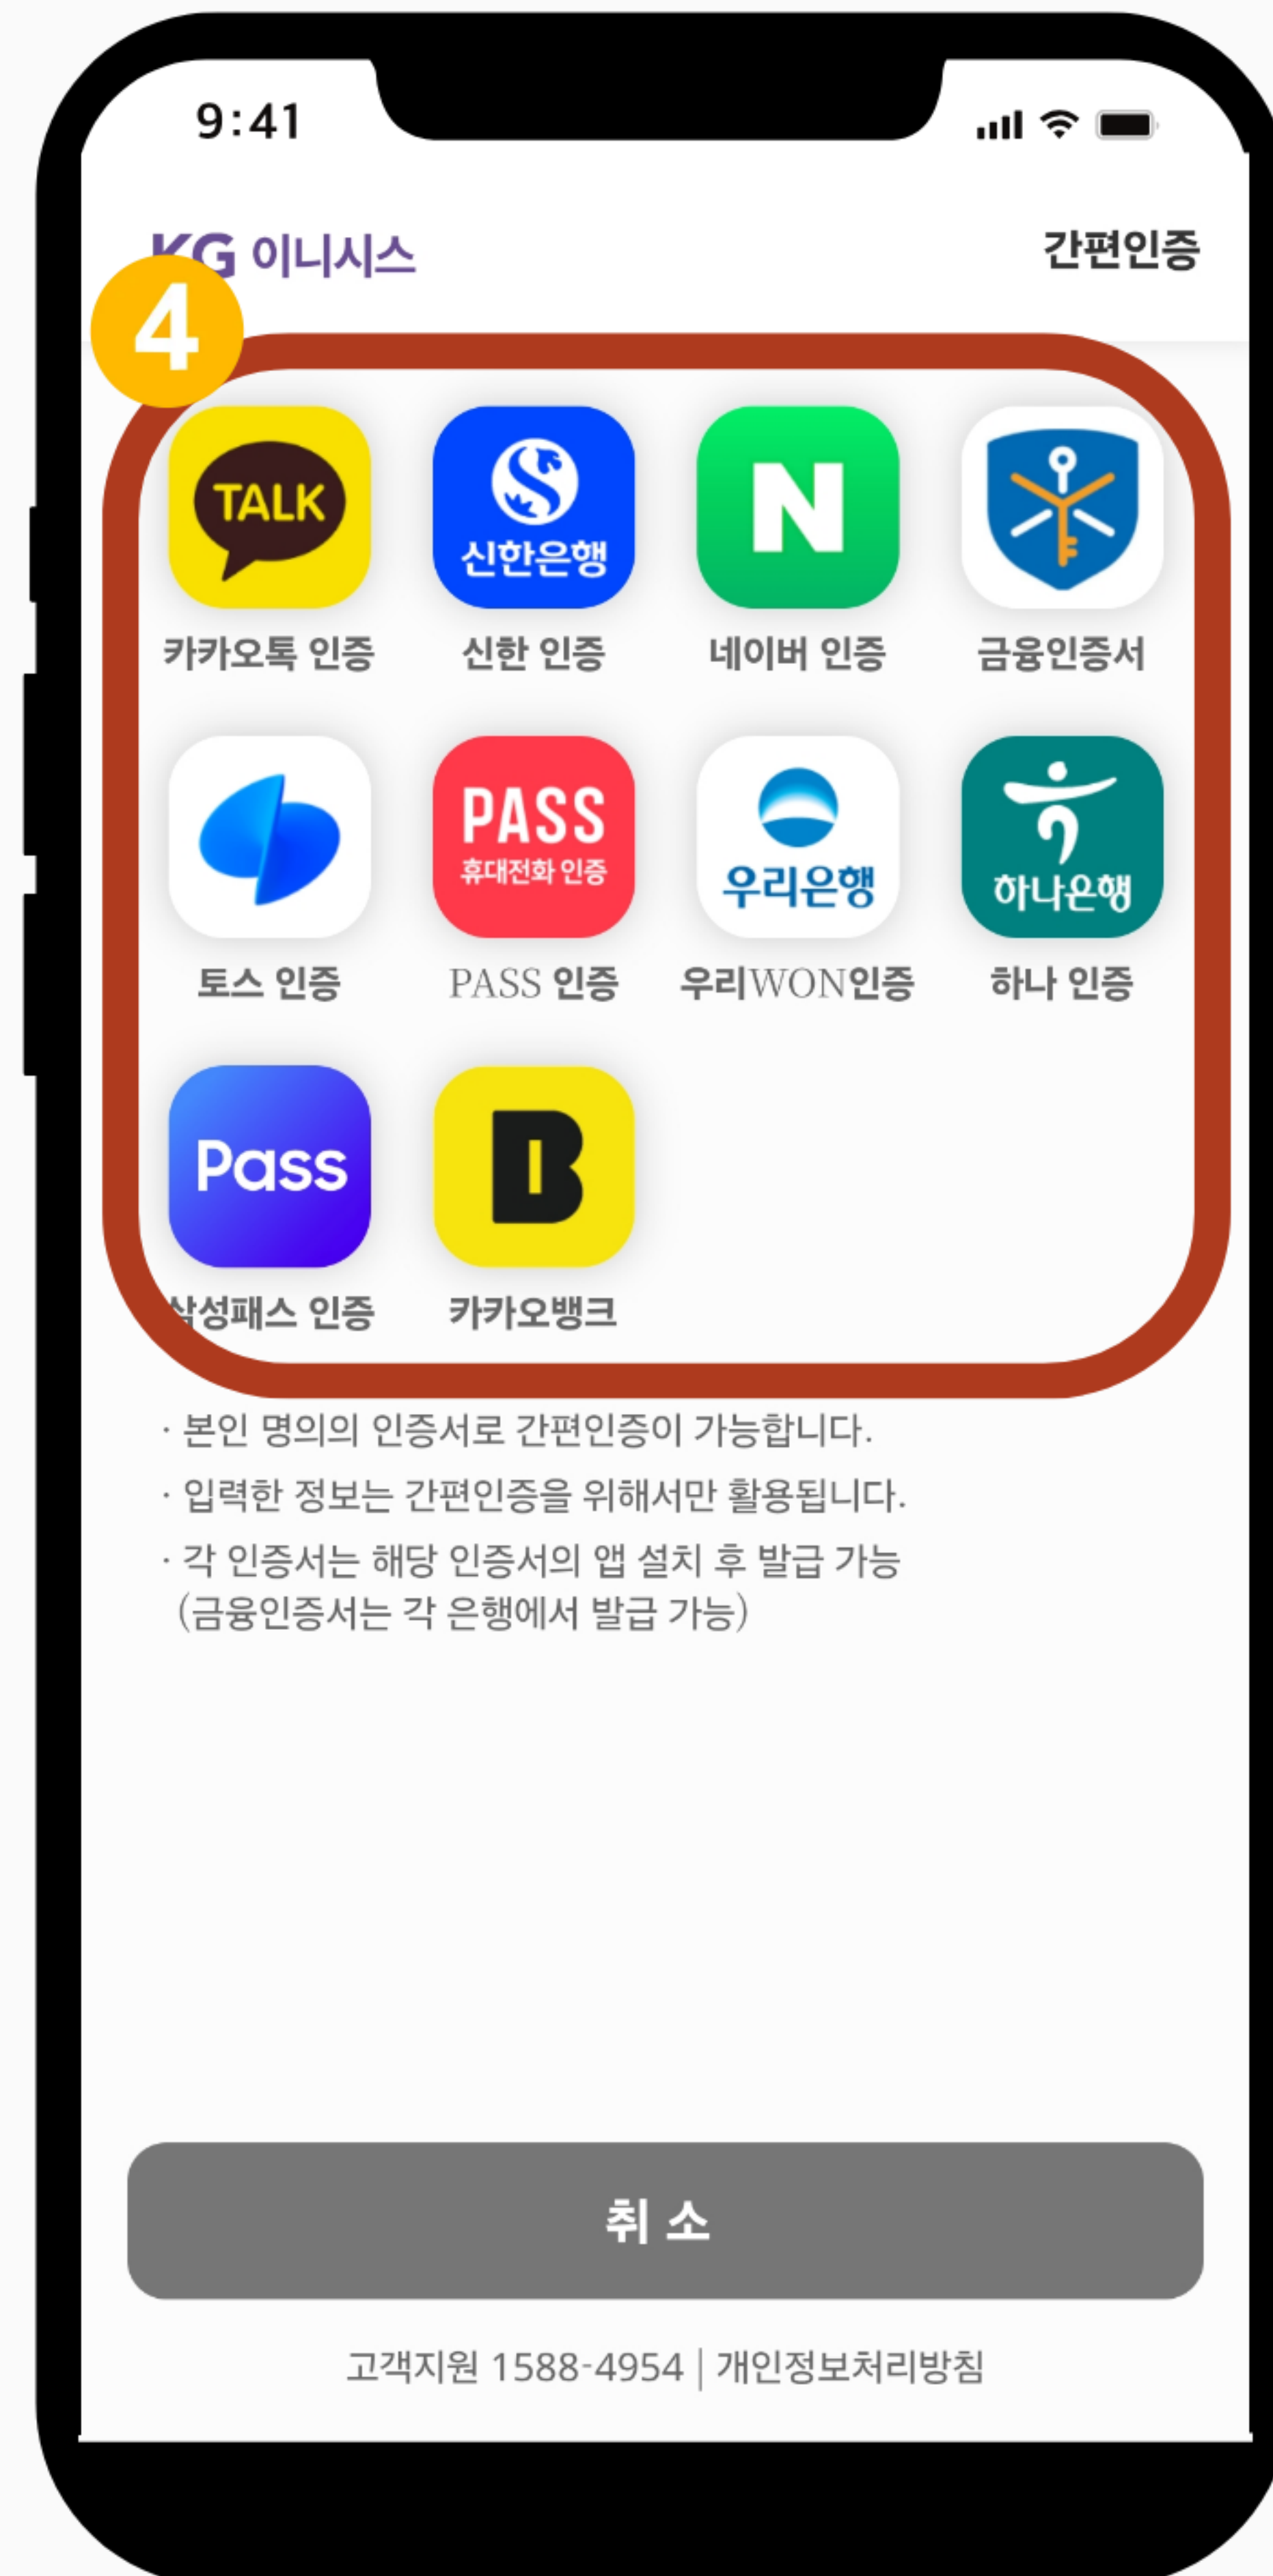 9:41
KG 이니시스
간편인증
4
TALK
신한은행
N
카카오톡 인증
신한 인증
네이버 인증
금융인증서
PASS
휴대전화 인증
우리은행
하나은행
토스 인증
PASS 인증
우리WON인증
하나 인증
Pass
B
삼성패스 인증
카카오뱅크
· 본인 명의의 인증서로 간편인증이 가능합니다.
· 입력한 정보는 간편인증을 위해서만 활용됩니다.
· 각 인증서는 해당 인증서의 앱 설치 후 발급 가능
(금융인증서는 각 은행에서 발급 가능)
취 소
고객지원 1588-4954 | 개인정보처리방침